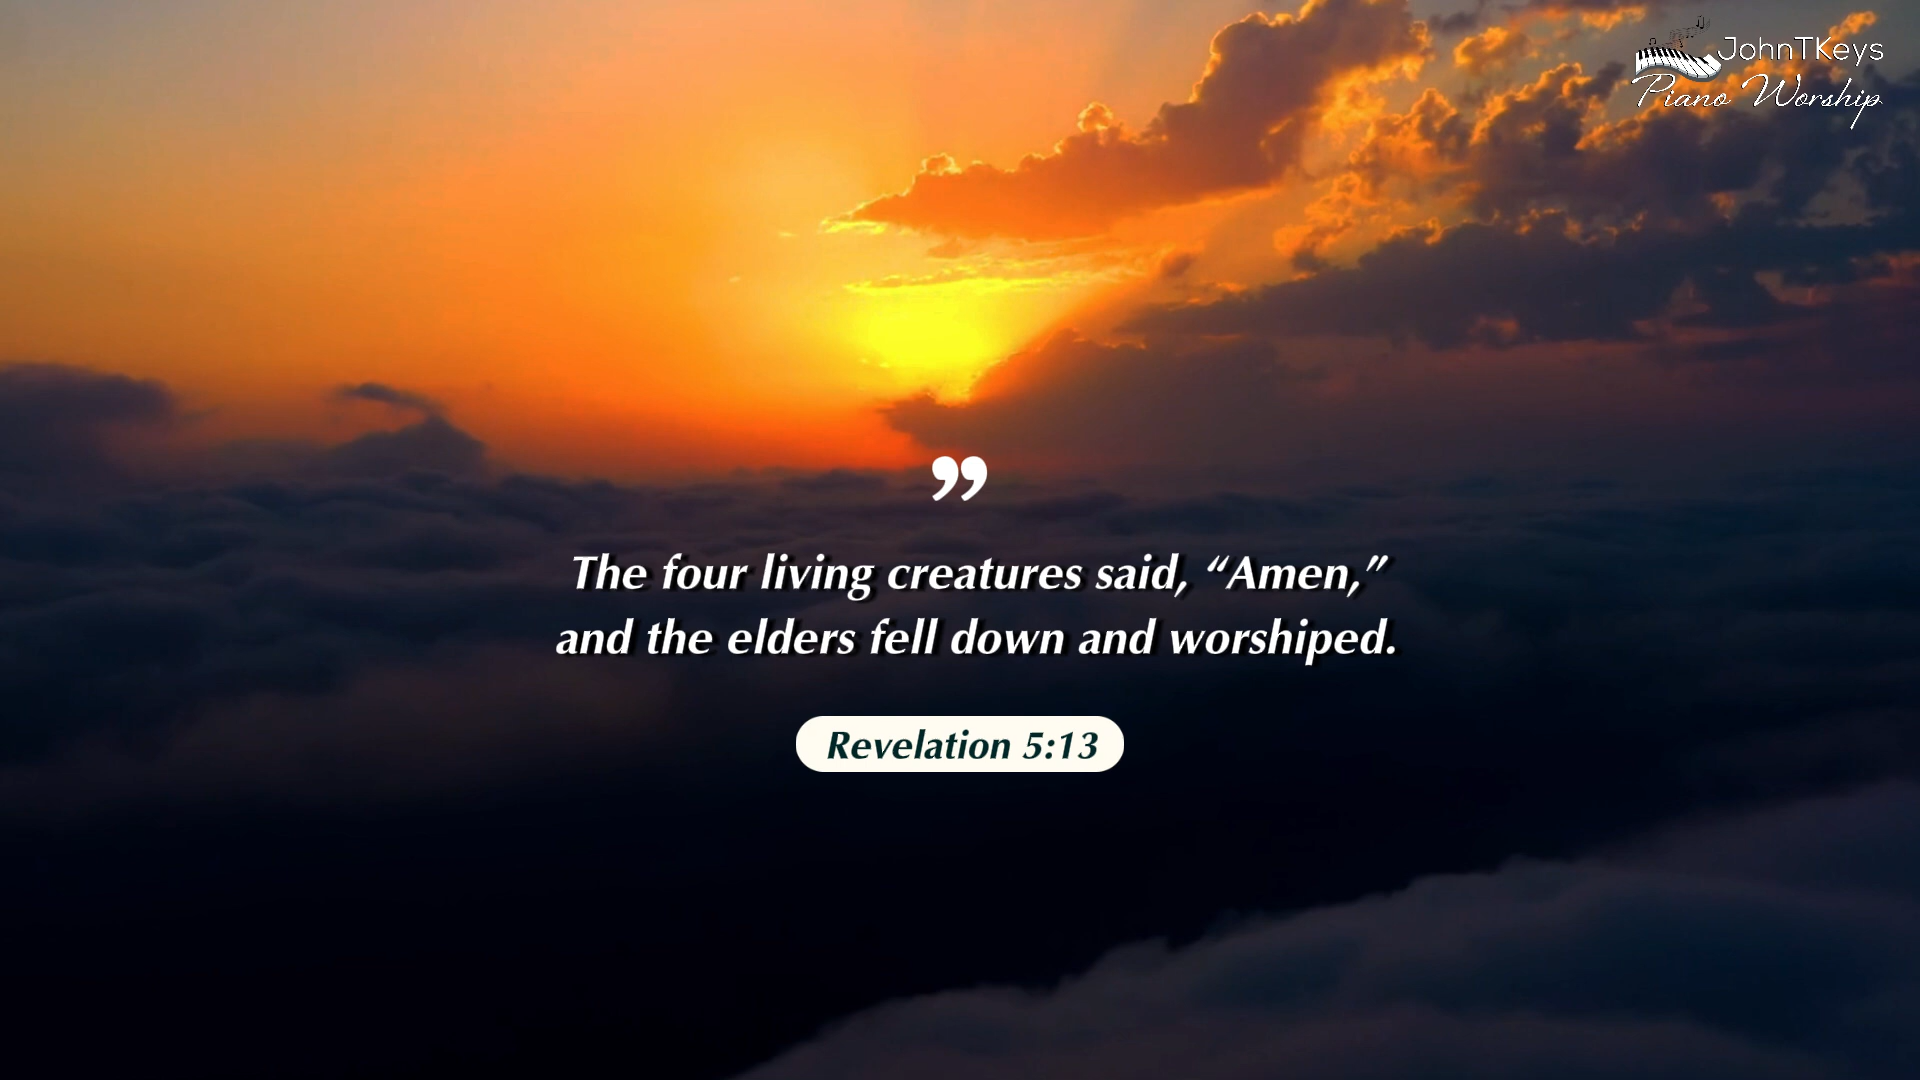 JohnTKeys
Piano Worship
”
The four living creatures said, “Amen,”
and the elders fell down and worshiped.
Revelation 5:13